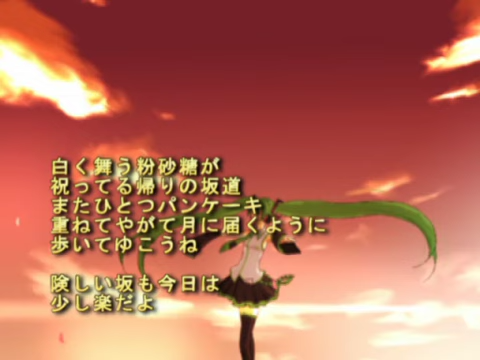 白く舞う粉砂糖が
祝ってる帰りの坂道
またひとつパンケーキ
重ねてやがて月に届くように
歩いてゆこうね
険しい坂も今日は
少し楽だよ